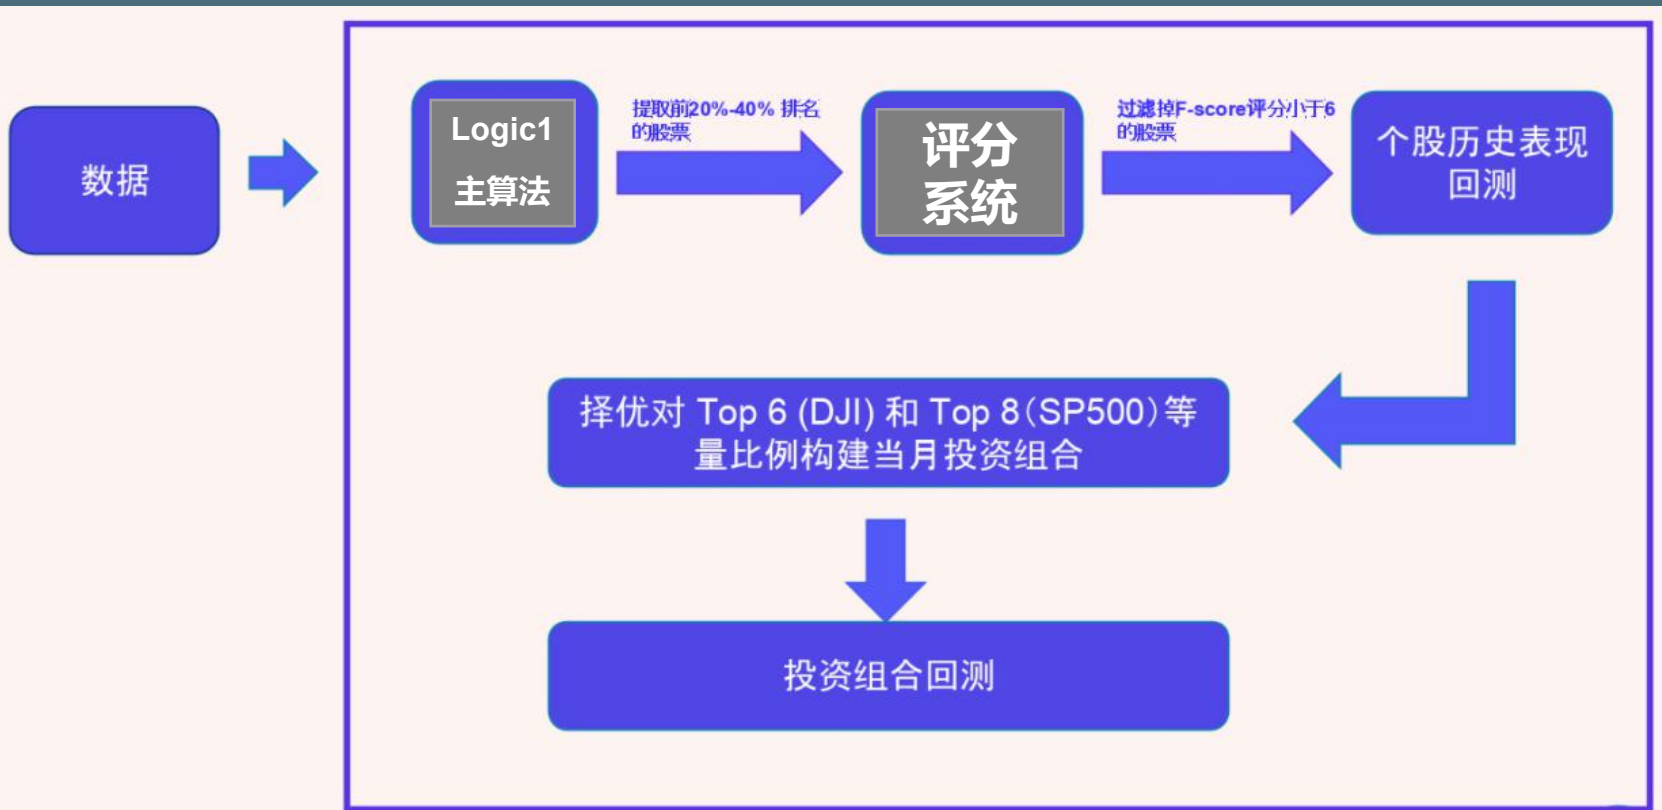 数据
Logic1
主算法
提取前20%-40% 排名
的股票
评分
系统
过滤掉F-score评分小于6
的股票
个股历史表现
回测
择优对 Top 6 (DJI) 和 Top 8(SP500)等
量比例构建当月投资组合
投资组合回测